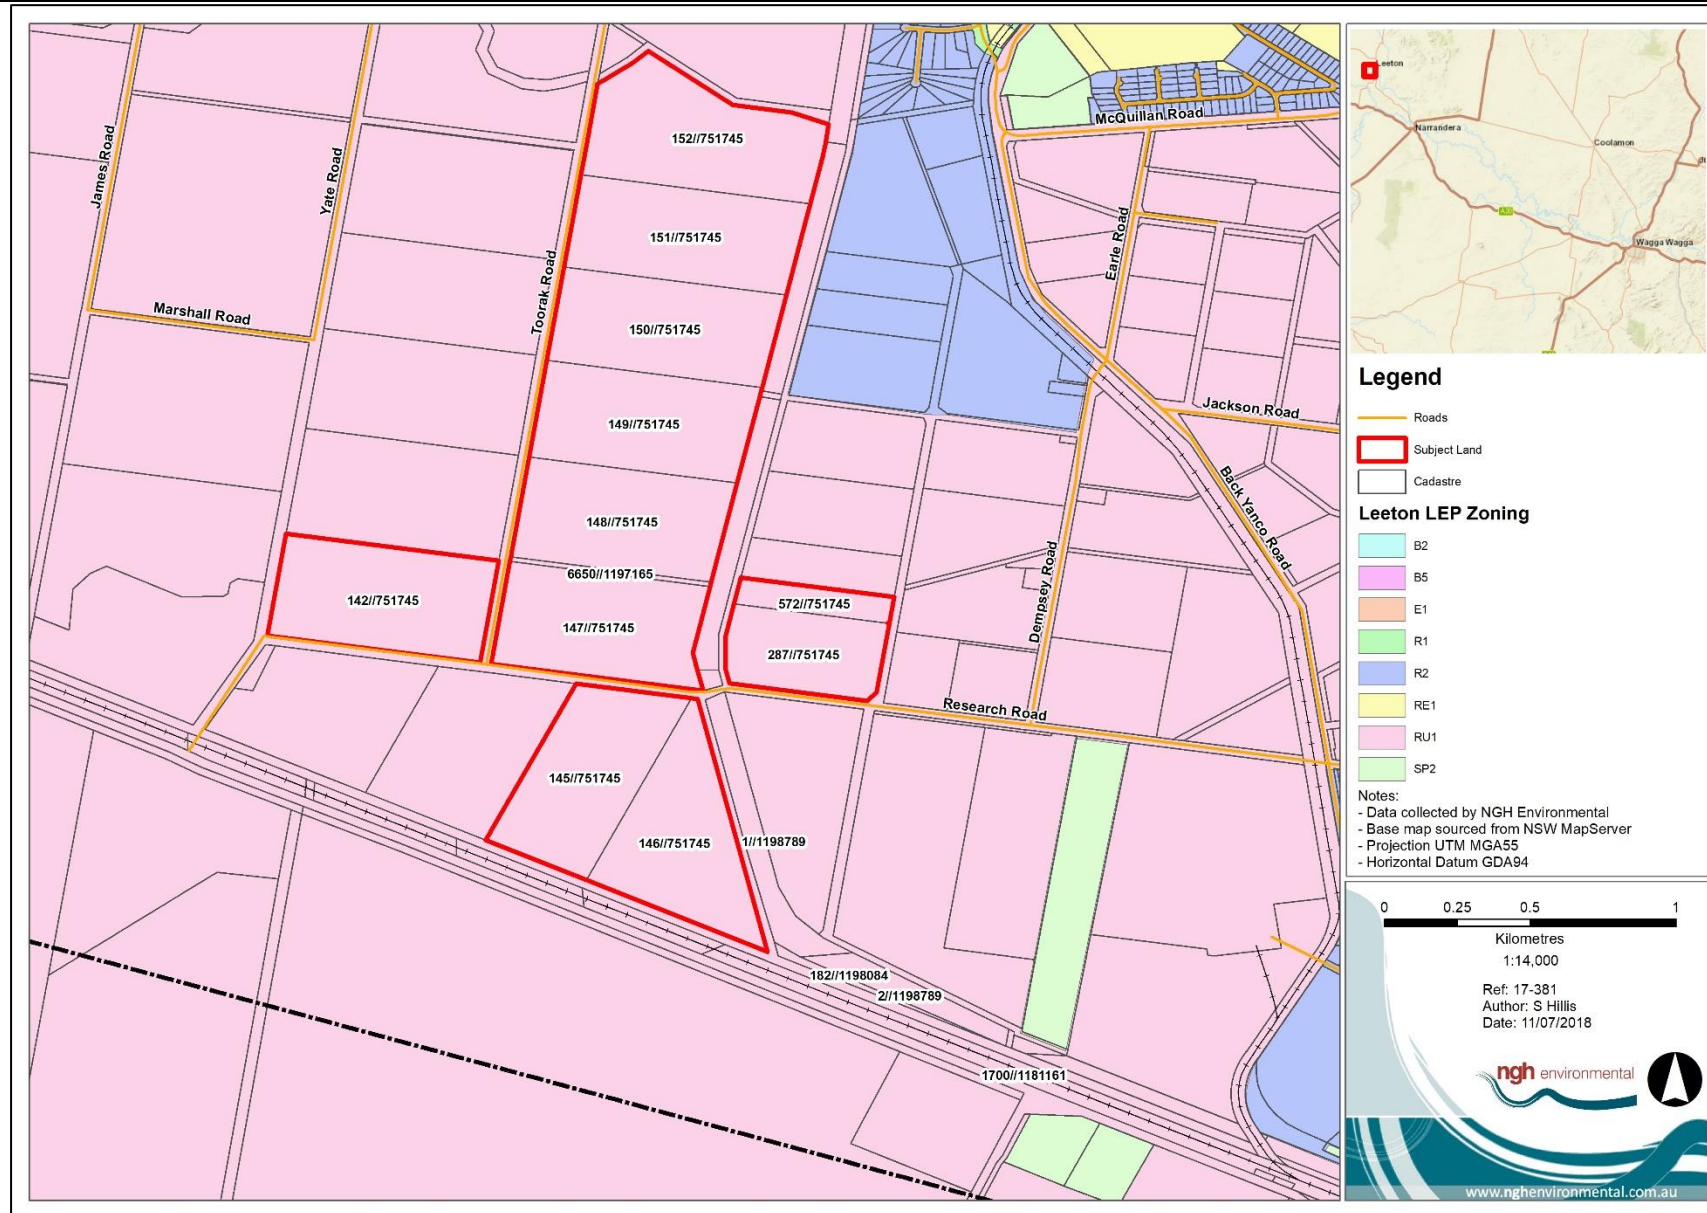 McQuillan Road
152//751745
James Road
Yate Road
151//751745
Earle Road
Toorak Road
Marshall Road
150//751745
149//751745
Jackson Road
148//751745
Back Yanco Road
6650//1197165
142//751745
572//751745
Dempsey Road
147//751745
287//751745
Research Road
145//751745
146//751745
1//1198789
182//1198084
2//1198789
1700//1181161
Leeton
Narrandera
Coolamon
A20
Wagga Wagga
Legend
Roads
Subject Land
Cadastre
Leeton LEP Zoning
B2
B5
E1
R1
R2
RE1
RU1
SP2
Notes:
- Data collected by NGH Environmental
- Base map sourced from NSW MapServer
- Projection UTM MGA55
- Horizontal Datum GDA94
0 0.25 0.5 1
Kilometres
1:14,000
Ref: 17-381
Author: S Hillis
Date: 11/07/2018
ngh environmental
www.nghenvironmental.com.au